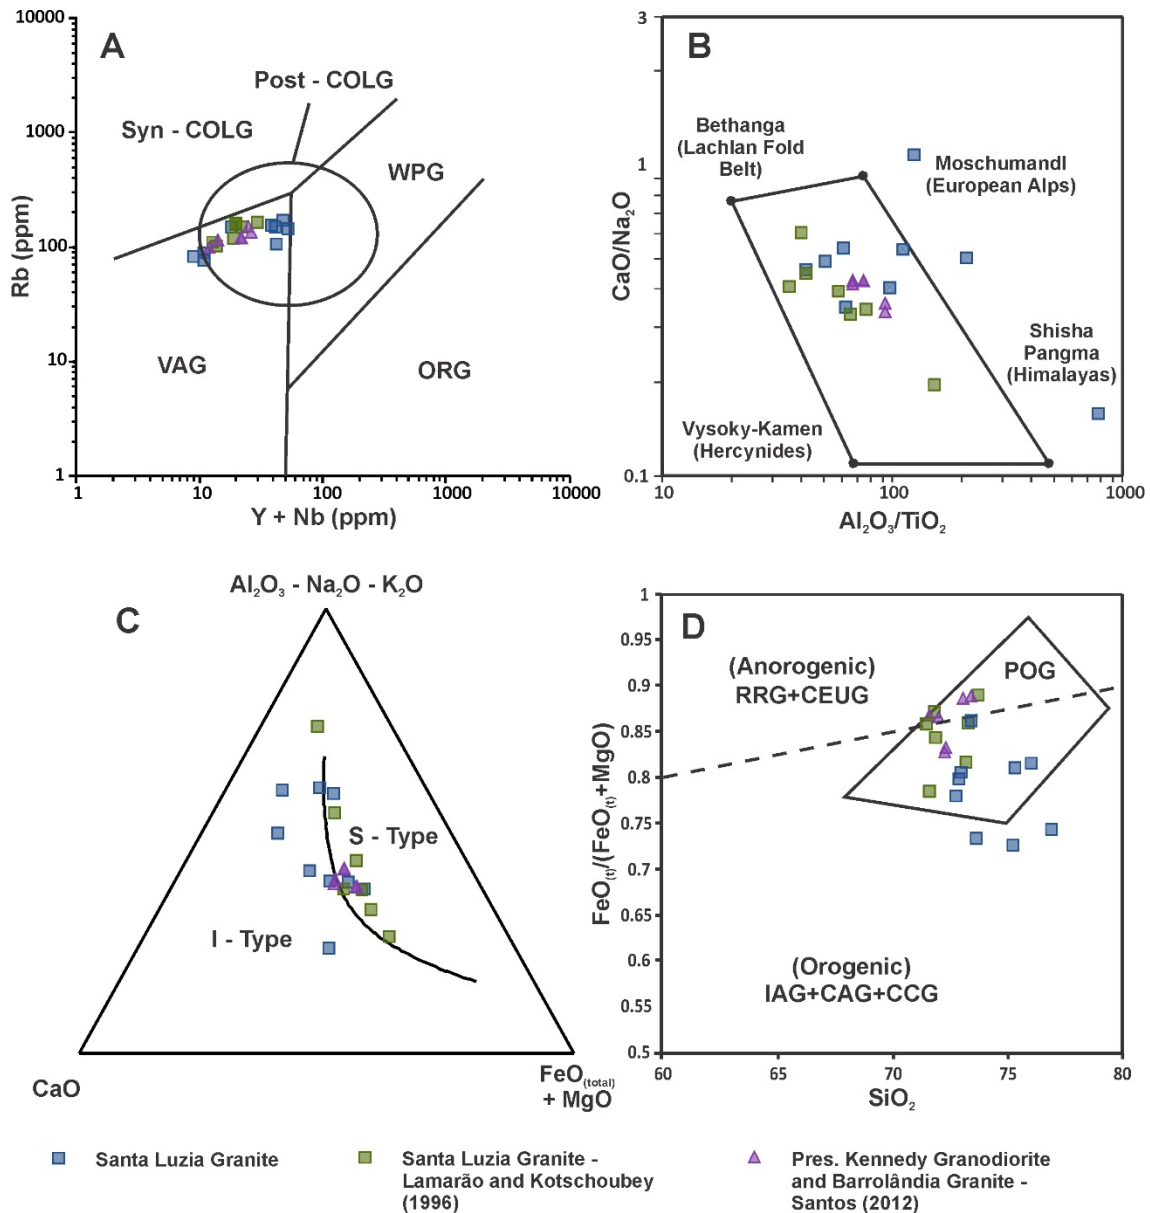 A
10000
1000
100
10
1
Rb (ppm)
Post - COLG
Syn - COLG
WPG
VAG
ORG
1
10
100
1000
10000
Y + Nb (ppm)
B
3
1
0.1
CaO/Na₂O
Bethanga
(Lachlan Fold
Belt)
Moschumandl
(European Alps)
Shisha
Pangma
(Himalayas)
Vysoky-Kamen
(Hercynides)
10
100
1000
Al₂O₃/TiO₂
C
Al₂O₃ - Na₂O - K₂O
S - Type
I - Type
CaO
FeO(total)
+ MgO
D
1
0.95
0.9
0.85
0.8
0.75
0.7
0.65
0.6
0.55
0.5
FeO(t)/(FeO(t)+MgO)
(Anorogenic)
RRG+CEUG
POG
(Orogenic)
IAG+CAG+CCG
60
65
70
75
80
SiO₂
Santa Luzia Granite
Santa Luzia Granite -
Lamarão and Kotschoubey
(1996)
Pres. Kennedy Granodiorite
and Barrolândia Granite -
Santos (2012)